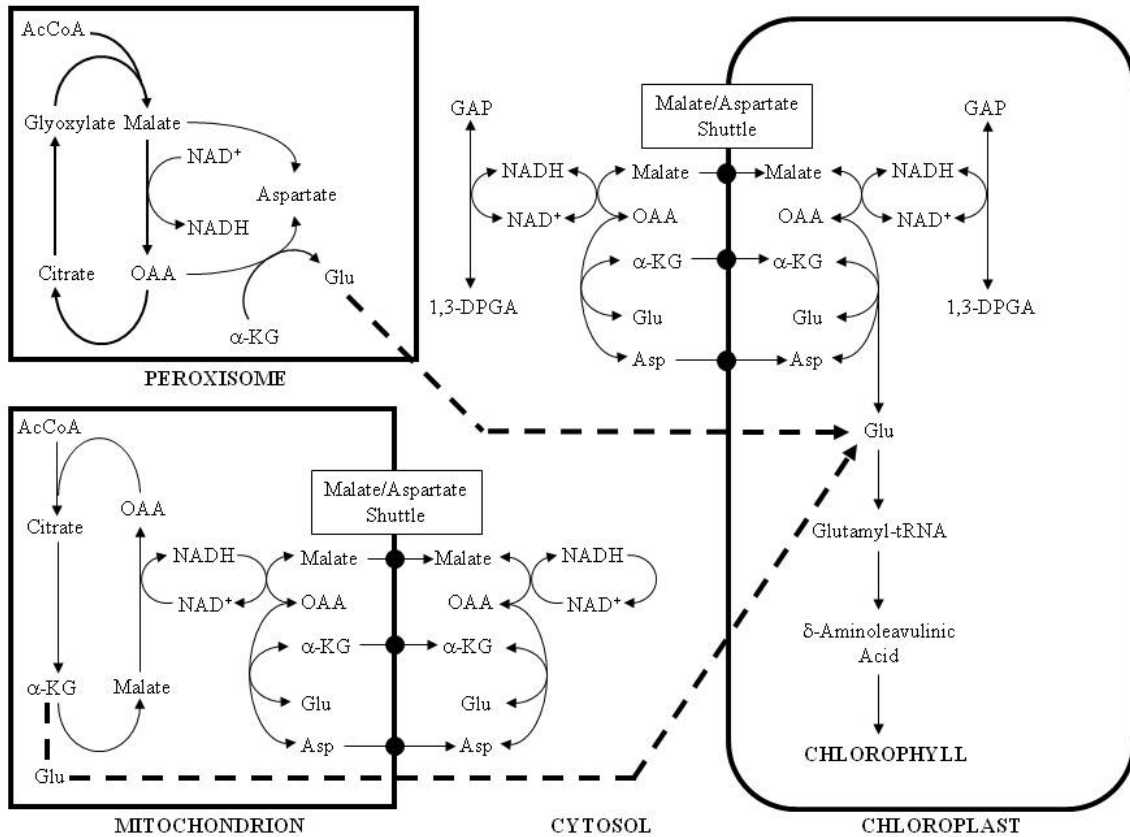 AcCoA
Glyoxylate Malate
NAD⁺
Aspartate
NADH
Citrate
OAA
Glu
α-KG
PEROXISOME
Malate/Aspartate
Shuttle
GAP
NADH
Malate
NAD⁺
OAA
α-KG
1,3-DPGA
Glu
Asp
Malate
NADH
GAP
OAA
NAD⁺
α-KG
Glu
1,3-DPGA
Asp
Glu
Glutamyl-tRNA
δ-Aminoleavulinic
Acid
CHLOROPHYLL
AcCoA
Citrate
OAA
α-KG
Malate
Glu
Malate/Aspartate
Shuttle
NADH
Malate
NAD⁺
OAA
α-KG
Glu
Asp
Malate
NADH
OAA
NAD⁺
α-KG
Glu
Asp
MITOCHONDRION
CYTOSOL
CHLOROPLAST